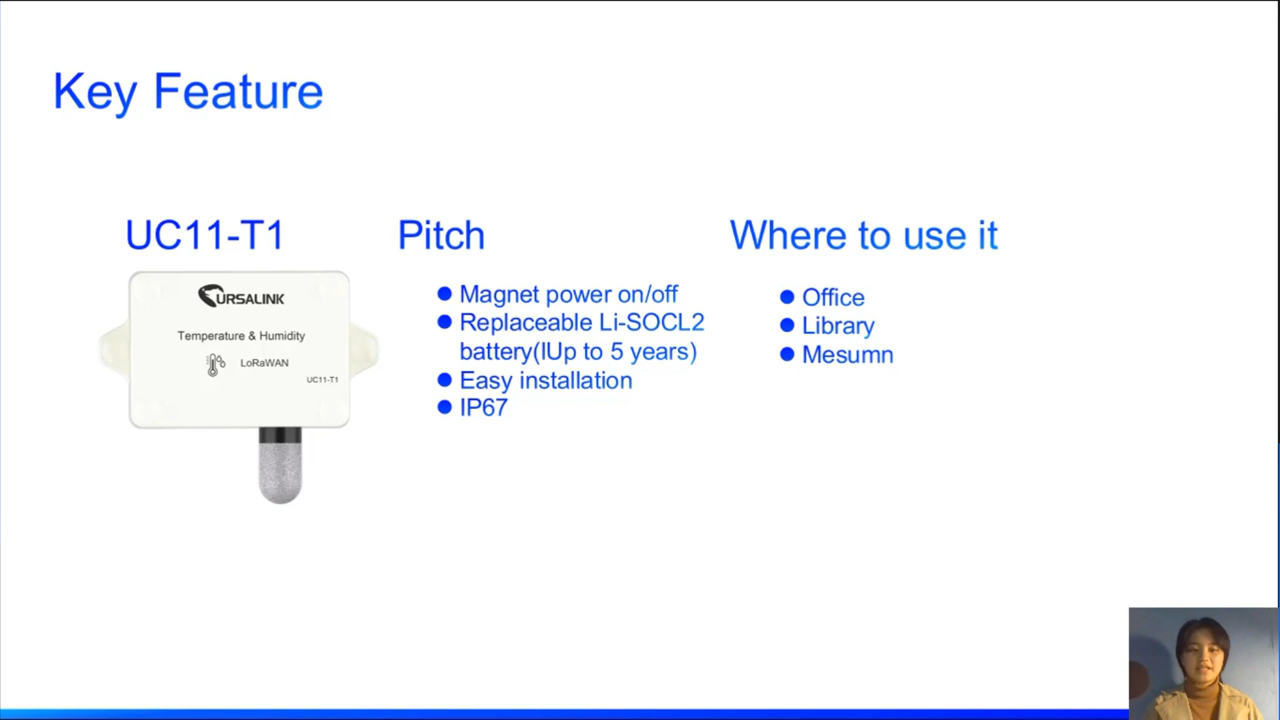 Key Feature
UC11-T1
Pitch
Where to use it
URSALINK
Temperature & Humidity
LoRaWAN
UC11-T1
● Magnet power on/off
● Replaceable Li-SOCL2
battery(IUp to 5 years)
● Easy installation
● IP67
● Office
● Library
● Mesumn